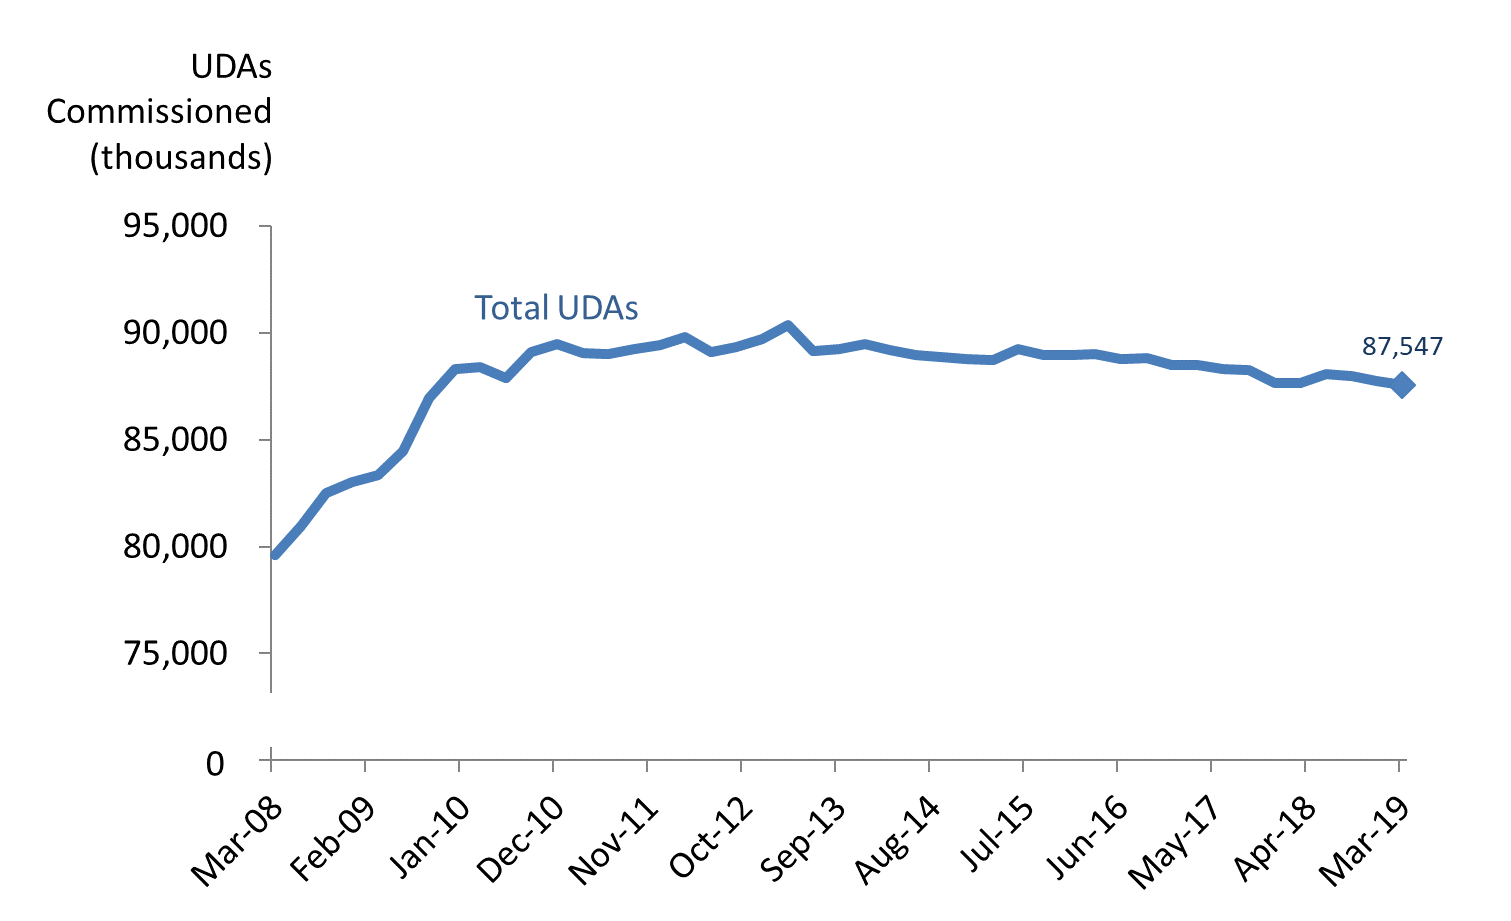 UDAs
Commissioned
(thousands)
95,000
90,000
85,000
80,000
75,000
0
Total UDAs
87,547
Mar-08
Feb-09
Jan-10
Dec-10
Nov-11
Oct-12
Sep-13
Aug-14
Jul-15
Jun-16
May-17
Apr-18
Mar-19